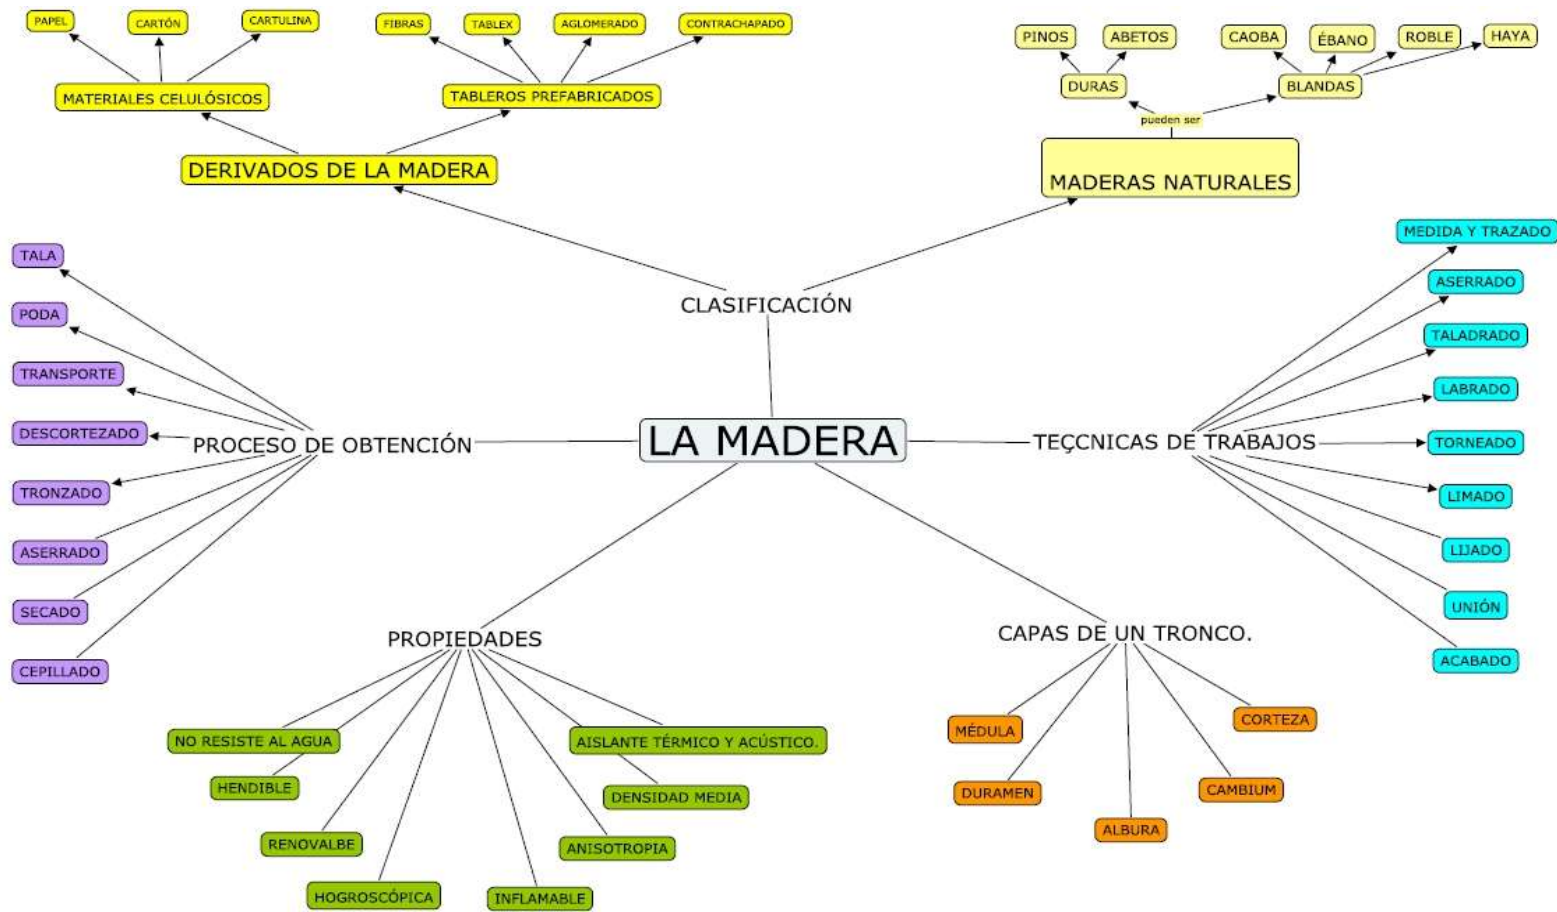 PAPEL
CARTÓN
CARTULINA
FIBRAS
TABLEX
AGLOMERADO
CONTRACHAPADO
MATERIALES CELULÓSICOS
TABLEROS PREFABRICADOS
DERIVADOS DE LA MADERA
PINOS
ABETOS
CAOBA
ÉBANO
ROBLE
HAYA
DURAS
BLANDAS
pueden ser
MADERAS NATURALES
CLASIFICACIÓN
LA MADERA
PROCESO DE OBTENCIÓN
TALA
PODA
TRANSPORTE
DESCORTEZADO
TRONZADO
ASERRADO
SECADO
CEPILLADO
TEÇCNICAS DE TRABAJOS
MEDIDA Y TRAZADO
ASERRADO
TALADRADO
LABRADO
TORNEADO
LIMADO
LIJADO
UNIÓN
ACABADO
PROPIEDADES
NO RESISTE AL AGUA
HENDIBLE
RENOVALBE
HOGROSCÓPICA
INFLAMABLE
ANISOTROPIA
DENSIDAD MEDIA
AISLANTE TÉRMICO Y ACÚSTICO.
CAPAS DE UN TRONCO.
MÉDULA
DURAMEN
ALBURA
CAMBIUM
CORTEZA